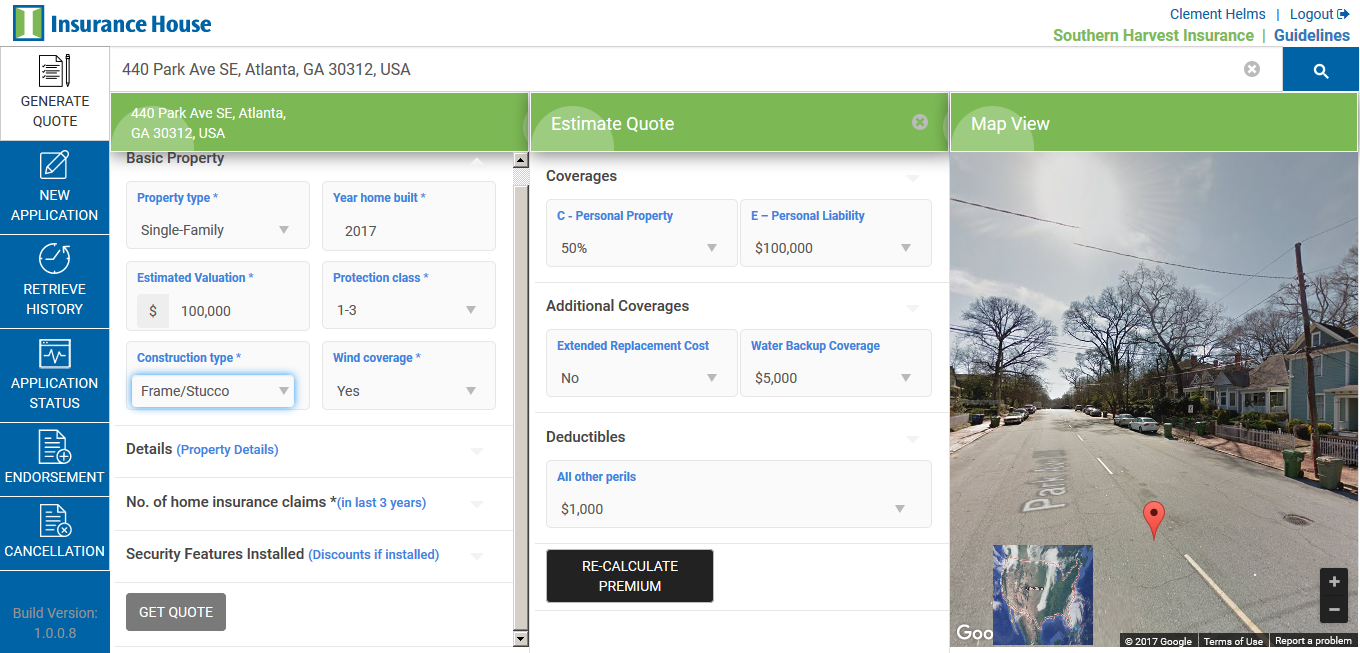 Insurance House
Clement Helms | Logout
Southern Harvest Insurance | Guidelines
GENERATE
QUOTE
NEW
APPLICATION
RETRIEVE
HISTORY
APPLICATION
STATUS
ENDORSEMENT
CANCELLATION
Build Version:
1.0.0.8
440 Park Ave SE, Atlanta, GA 30312, USA
440 Park Ave SE, Atlanta,
GA 30312, USA
Basic Property
Property type *
Single-Family
Year home built *
2017
Estimated Valuation *
$ 100,000
Protection class *
1-3
Construction type *
Frame/Stucco
Wind coverage *
Yes
Details (Property Details)
No. of home insurance claims *(in last 3 years)
Security Features Installed (Discounts if installed)
GET QUOTE
Estimate Quote
Coverages
C - Personal Property
50%
E – Personal Liability
$100,000
Additional Coverages
Extended Replacement Cost
No
Water Backup Coverage
$5,000
Deductibles
All other perils
$1,000
RE-CALCULATE
PREMIUM
Map View
Goo
© 2017 Google
Terms of Use
Report a problem